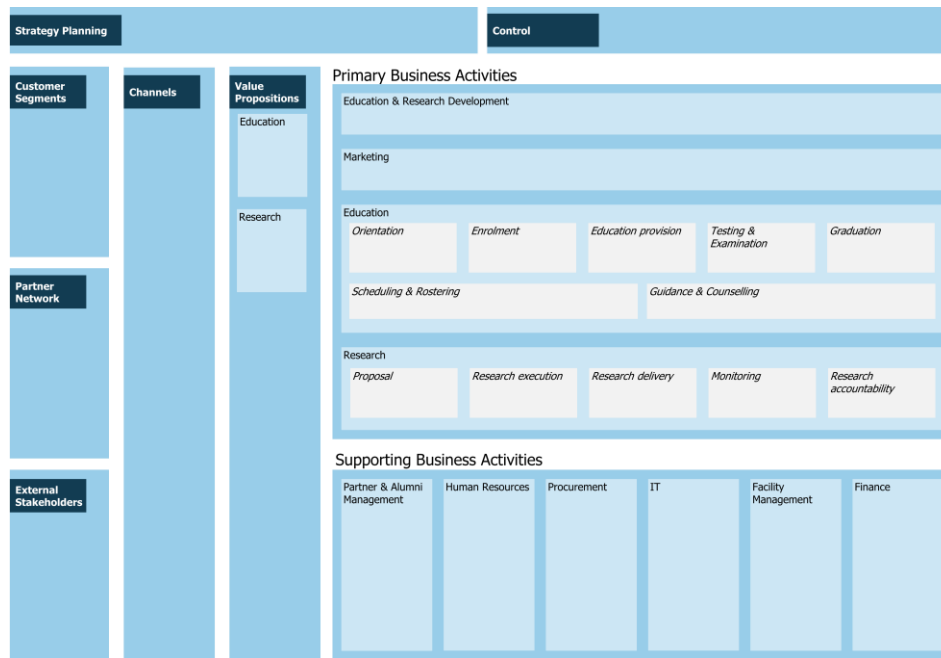 Strategy Planning
Control
Customer
Segments
Channels
Value
Propositions
Education
Research
Partner
Network
External
Stakeholders
Primary Business Activities
Education & Research Development
Marketing
Education
Orientation
Enrolment
Education provision
Testing &
Examination
Graduation
Scheduling & Rostering
Guidance & Counselling
Research
Proposal
Research execution
Research delivery
Monitoring
Research
accountability
Supporting Business Activities
Partner & Alumni
Management
Human Resources
Procurement
IT
Facility
Management
Finance